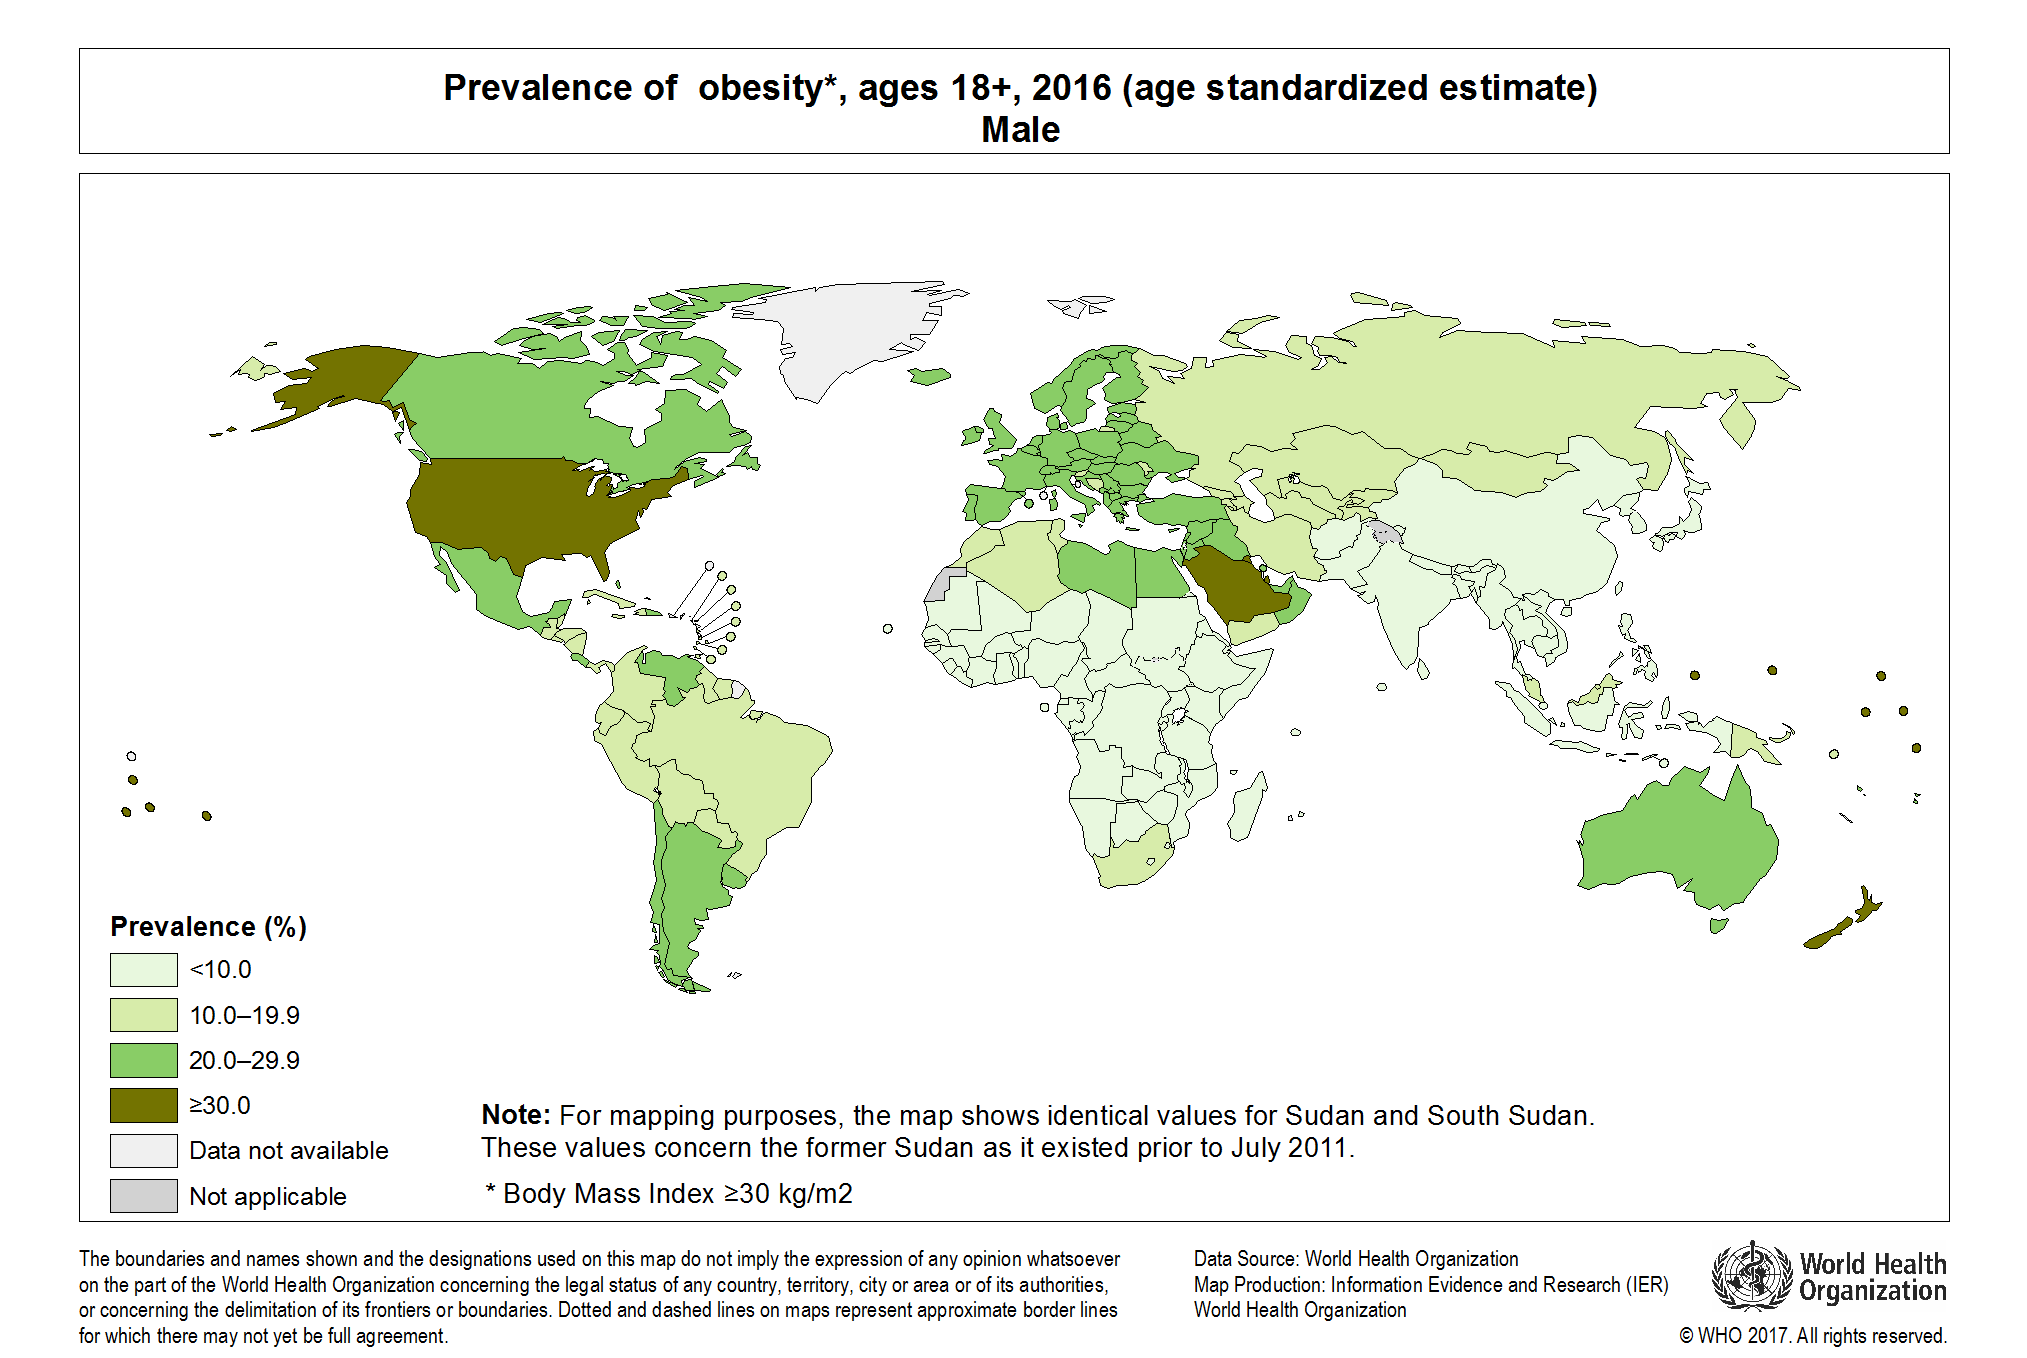 Prevalence of  obesity*, ages 18+, 2016 (age standardized estimate)
Male
Prevalence (%)
<10.0
10.0–19.9
20.0–29.9
≥30.0
Data not available
Not applicable
Note: For mapping purposes, the map shows identical values for Sudan and South Sudan.
These values concern the former Sudan as it existed prior to July 2011.
* Body Mass Index ≥30 kg/m2
The boundaries and names shown and the designations used on this map do not imply the expression of any opinion whatsoever
on the part of the World Health Organization concerning the legal status of any country, territory, city or area or of its authorities,
or concerning the delimitation of its frontiers or boundaries. Dotted and dashed lines on maps represent approximate border lines
for which there may not yet be full agreement.
Data Source: World Health Organization
Map Production: Information Evidence and Research (IER)
World Health Organization
World Health
Organization
© WHO 2017. All rights reserved.